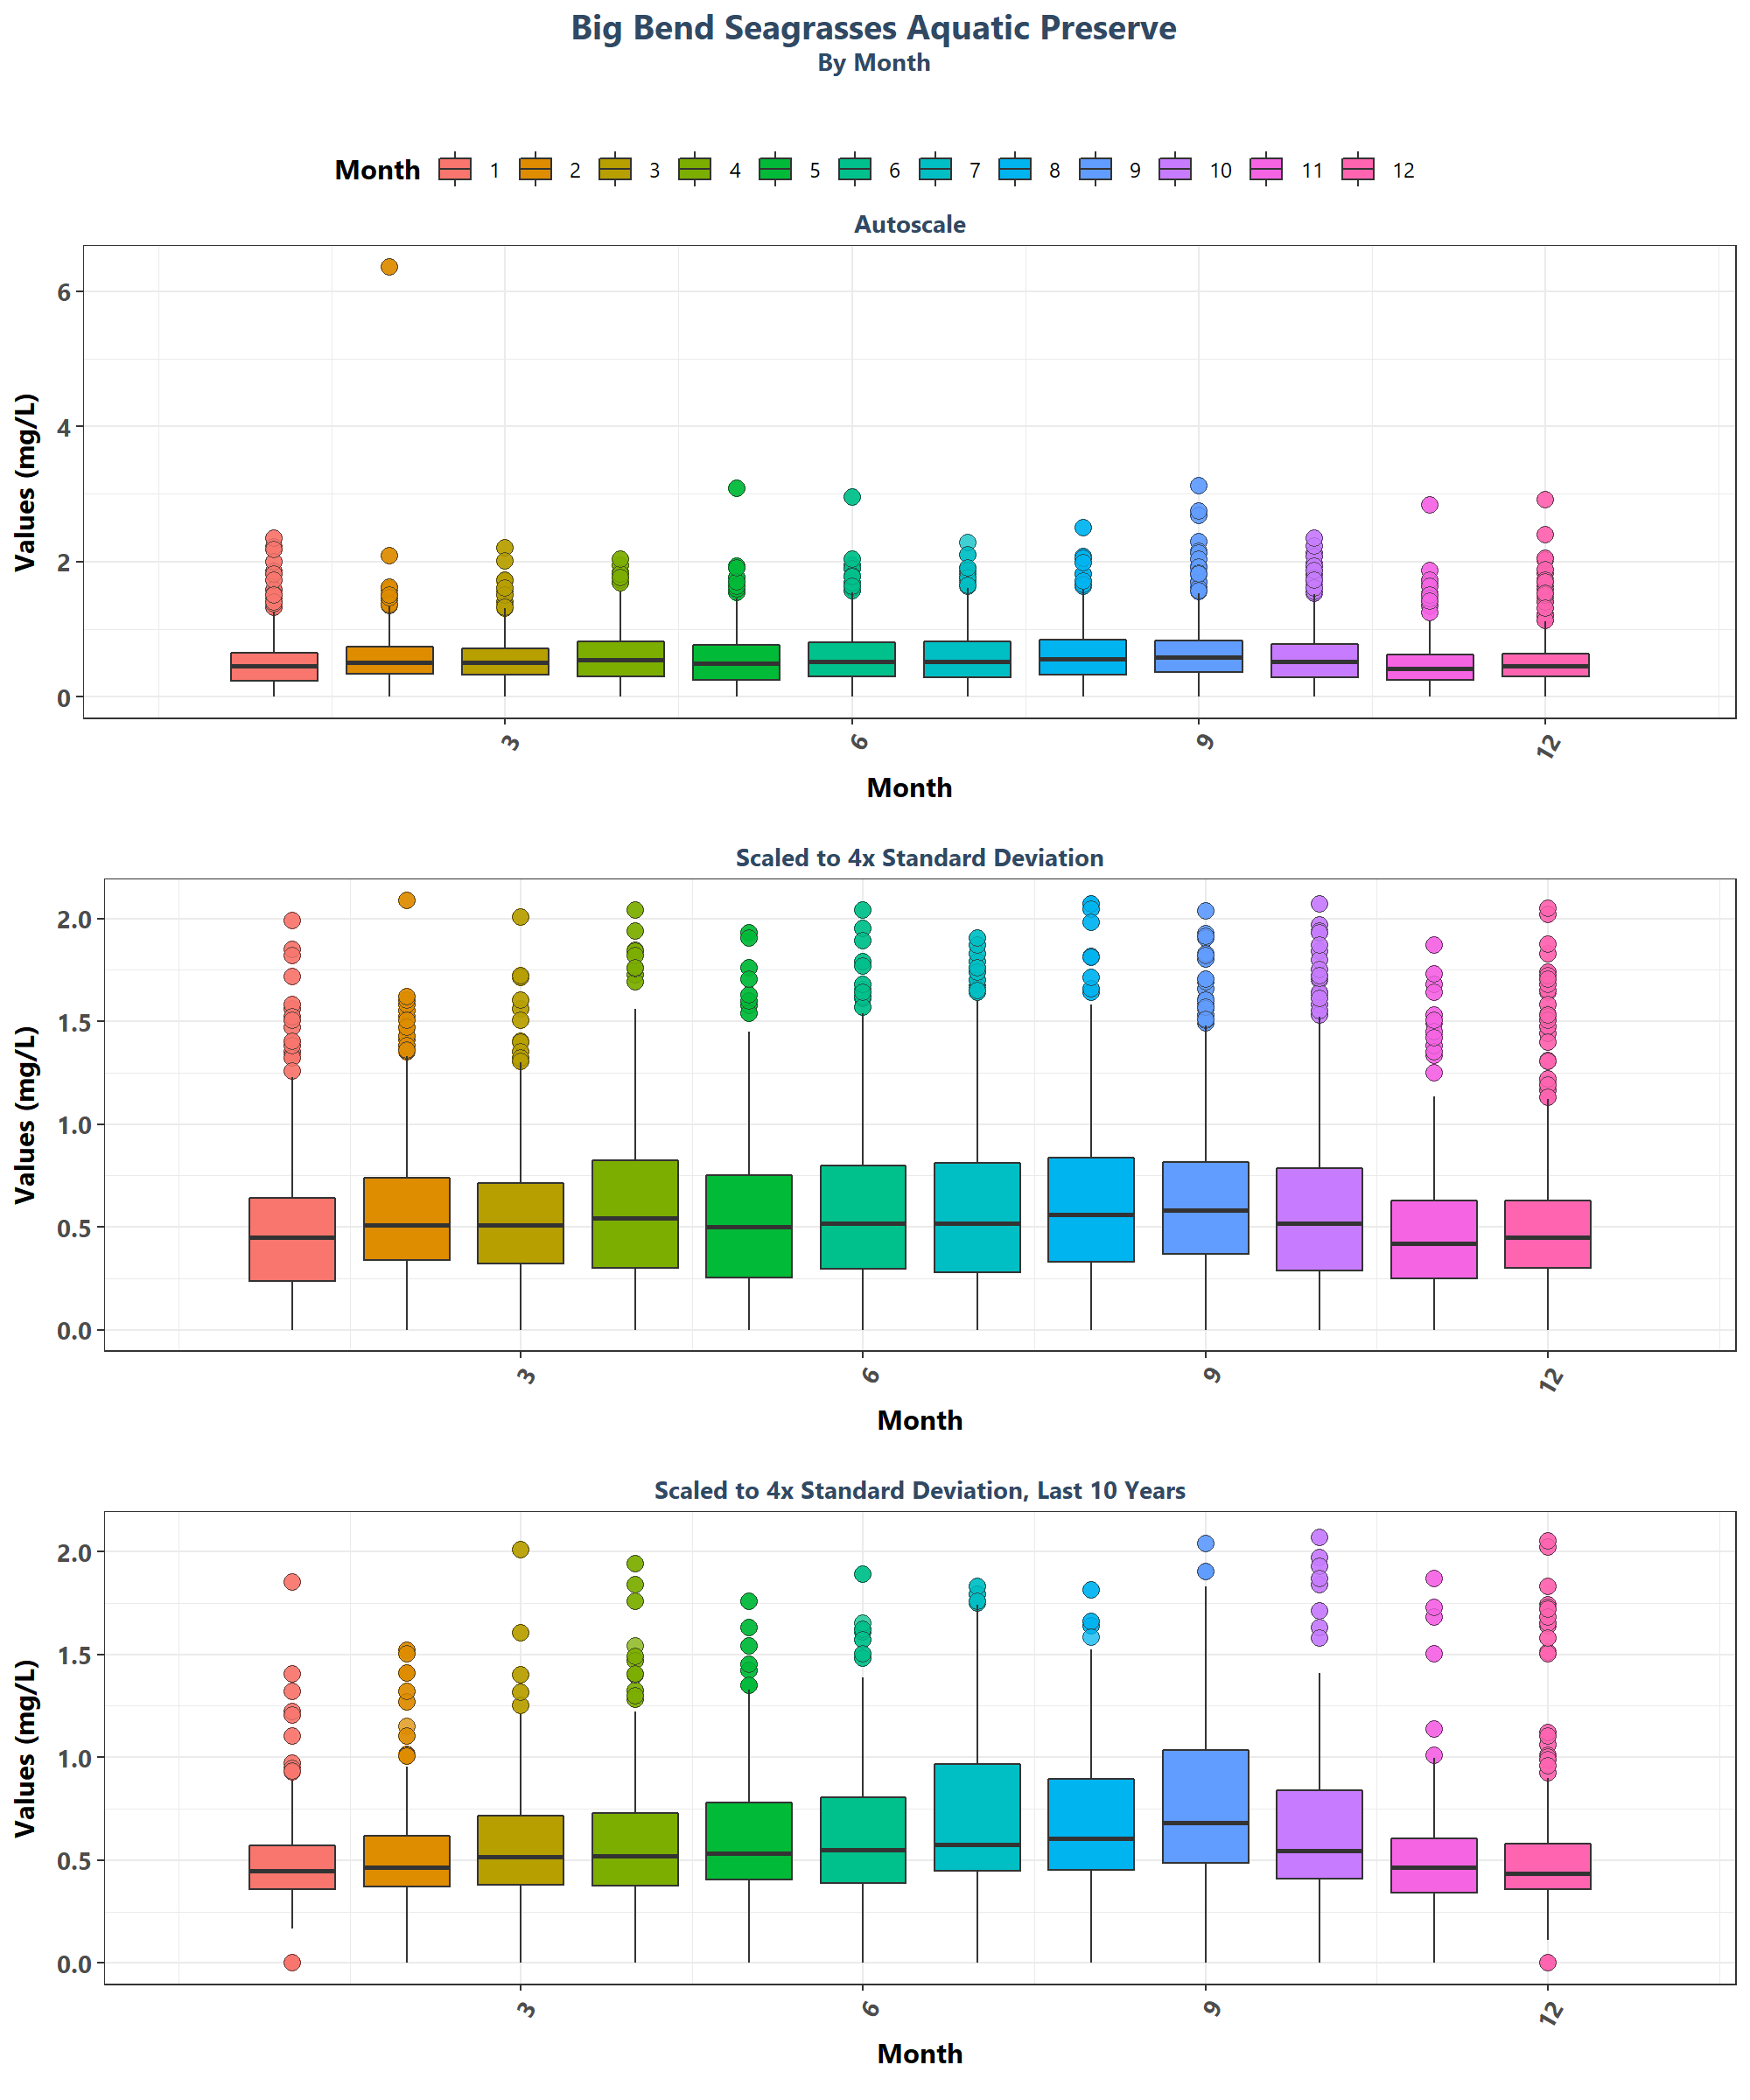 Big Bend Seagrasses Aquatic Preserve
By Month
Month 1 2 3 4 5 6 7 8 9 10 11 12
Autoscale
Values (mg/L)
6
4
2
0
3 6 9 12
Month
Scaled to 4x Standard Deviation
Values (mg/L)
2.0
1.5
1.0
0.5
0.0
3 6 9 12
Month
Scaled to 4x Standard Deviation, Last 10 Years
Values (mg/L)
2.0
1.5
1.0
0.5
0.0
3 6 9 12
Month